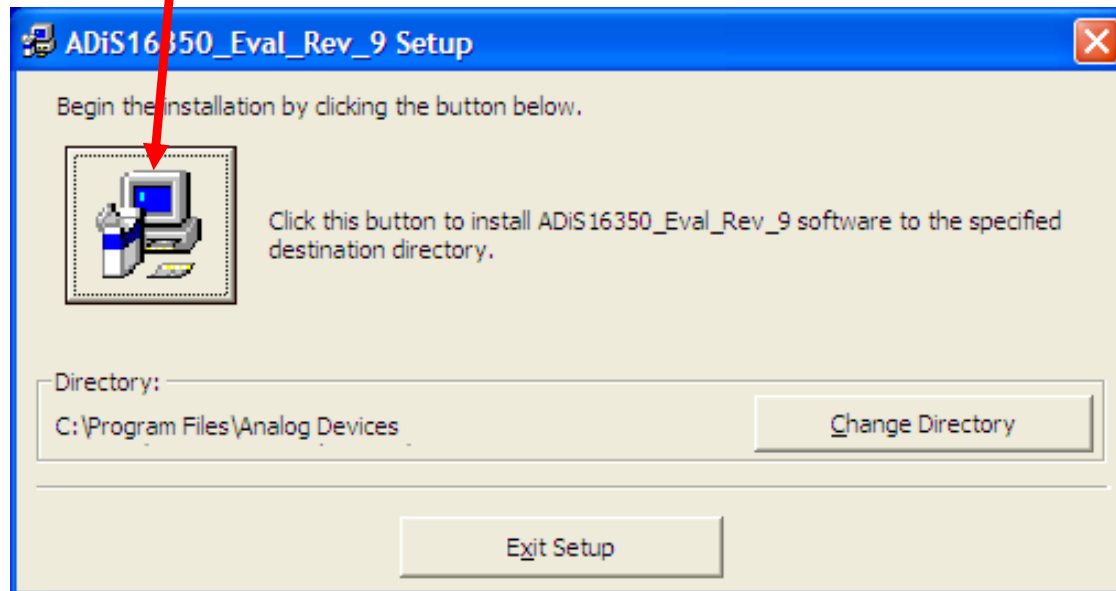 ADiS16350_Eval_Rev_9 Setup
Begin the installation by clicking the button below.
Click this button to install ADiS16350_Eval_Rev_9 software to the specified
destination directory.
Directory:
C:\Program Files\Analog Devices
Change Directory
Exit Setup